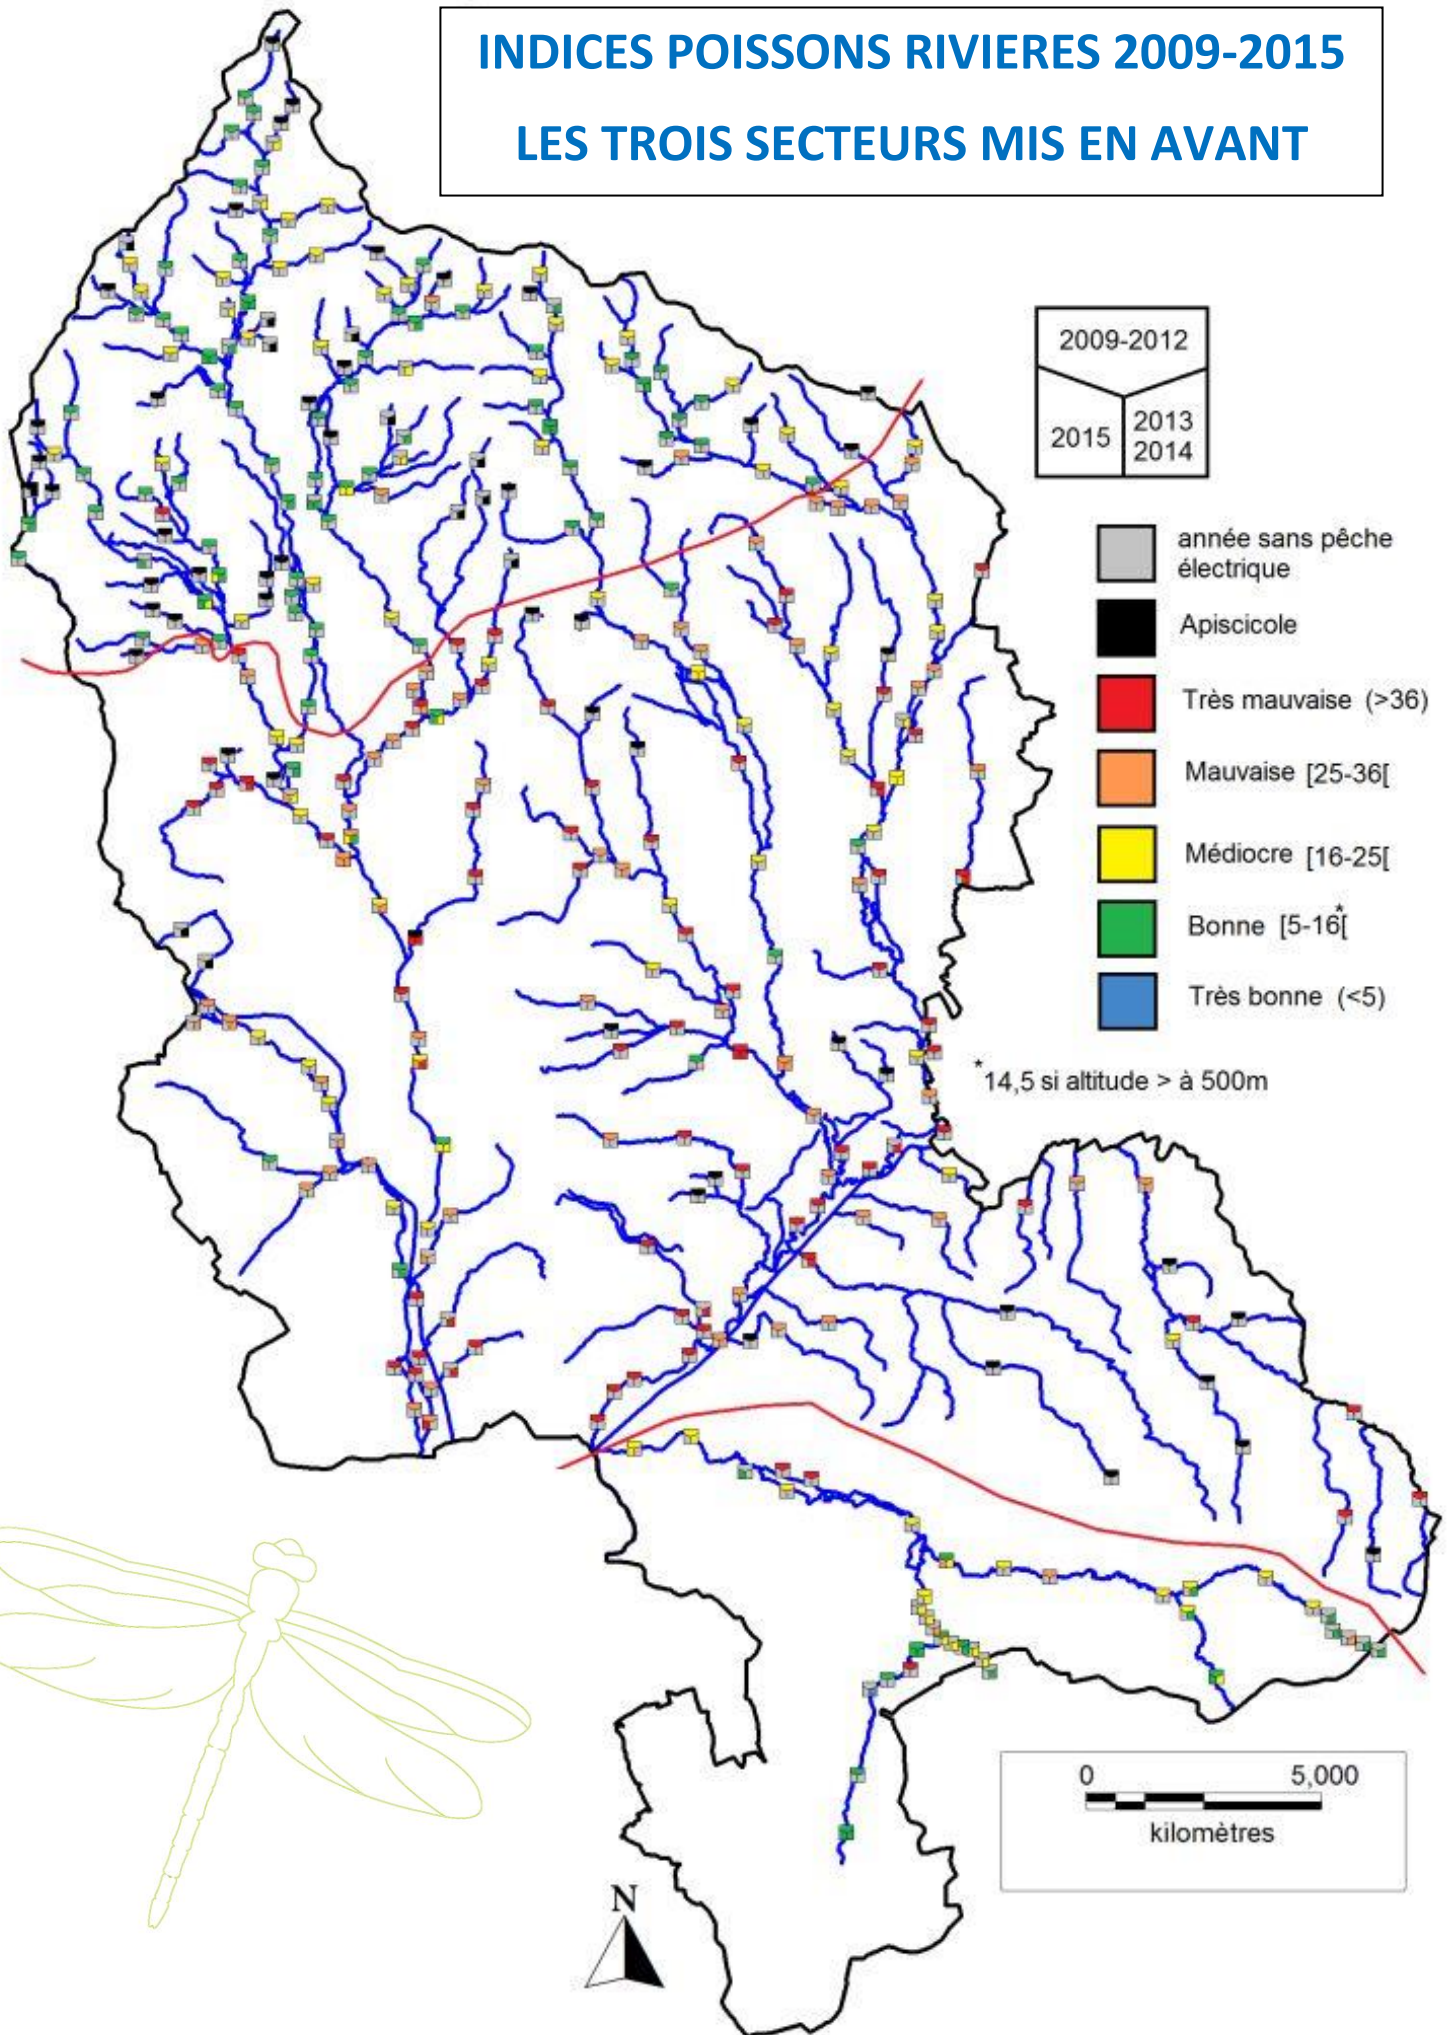 INDICES POISSONS RIVIERES 2009-2015
LES TROIS SECTEURS MIS EN AVANT
2009-2012
2015
2013
2014
année sans pêche
électrique
Apiscicole
Très mauvaise (>36)
Mauvaise [25-36[
Médiocre [16-25[
Bonne [5-16*[
Très bonne (<5)
*14,5 si altitude > à 500m
0 5,000
kilomètres
N